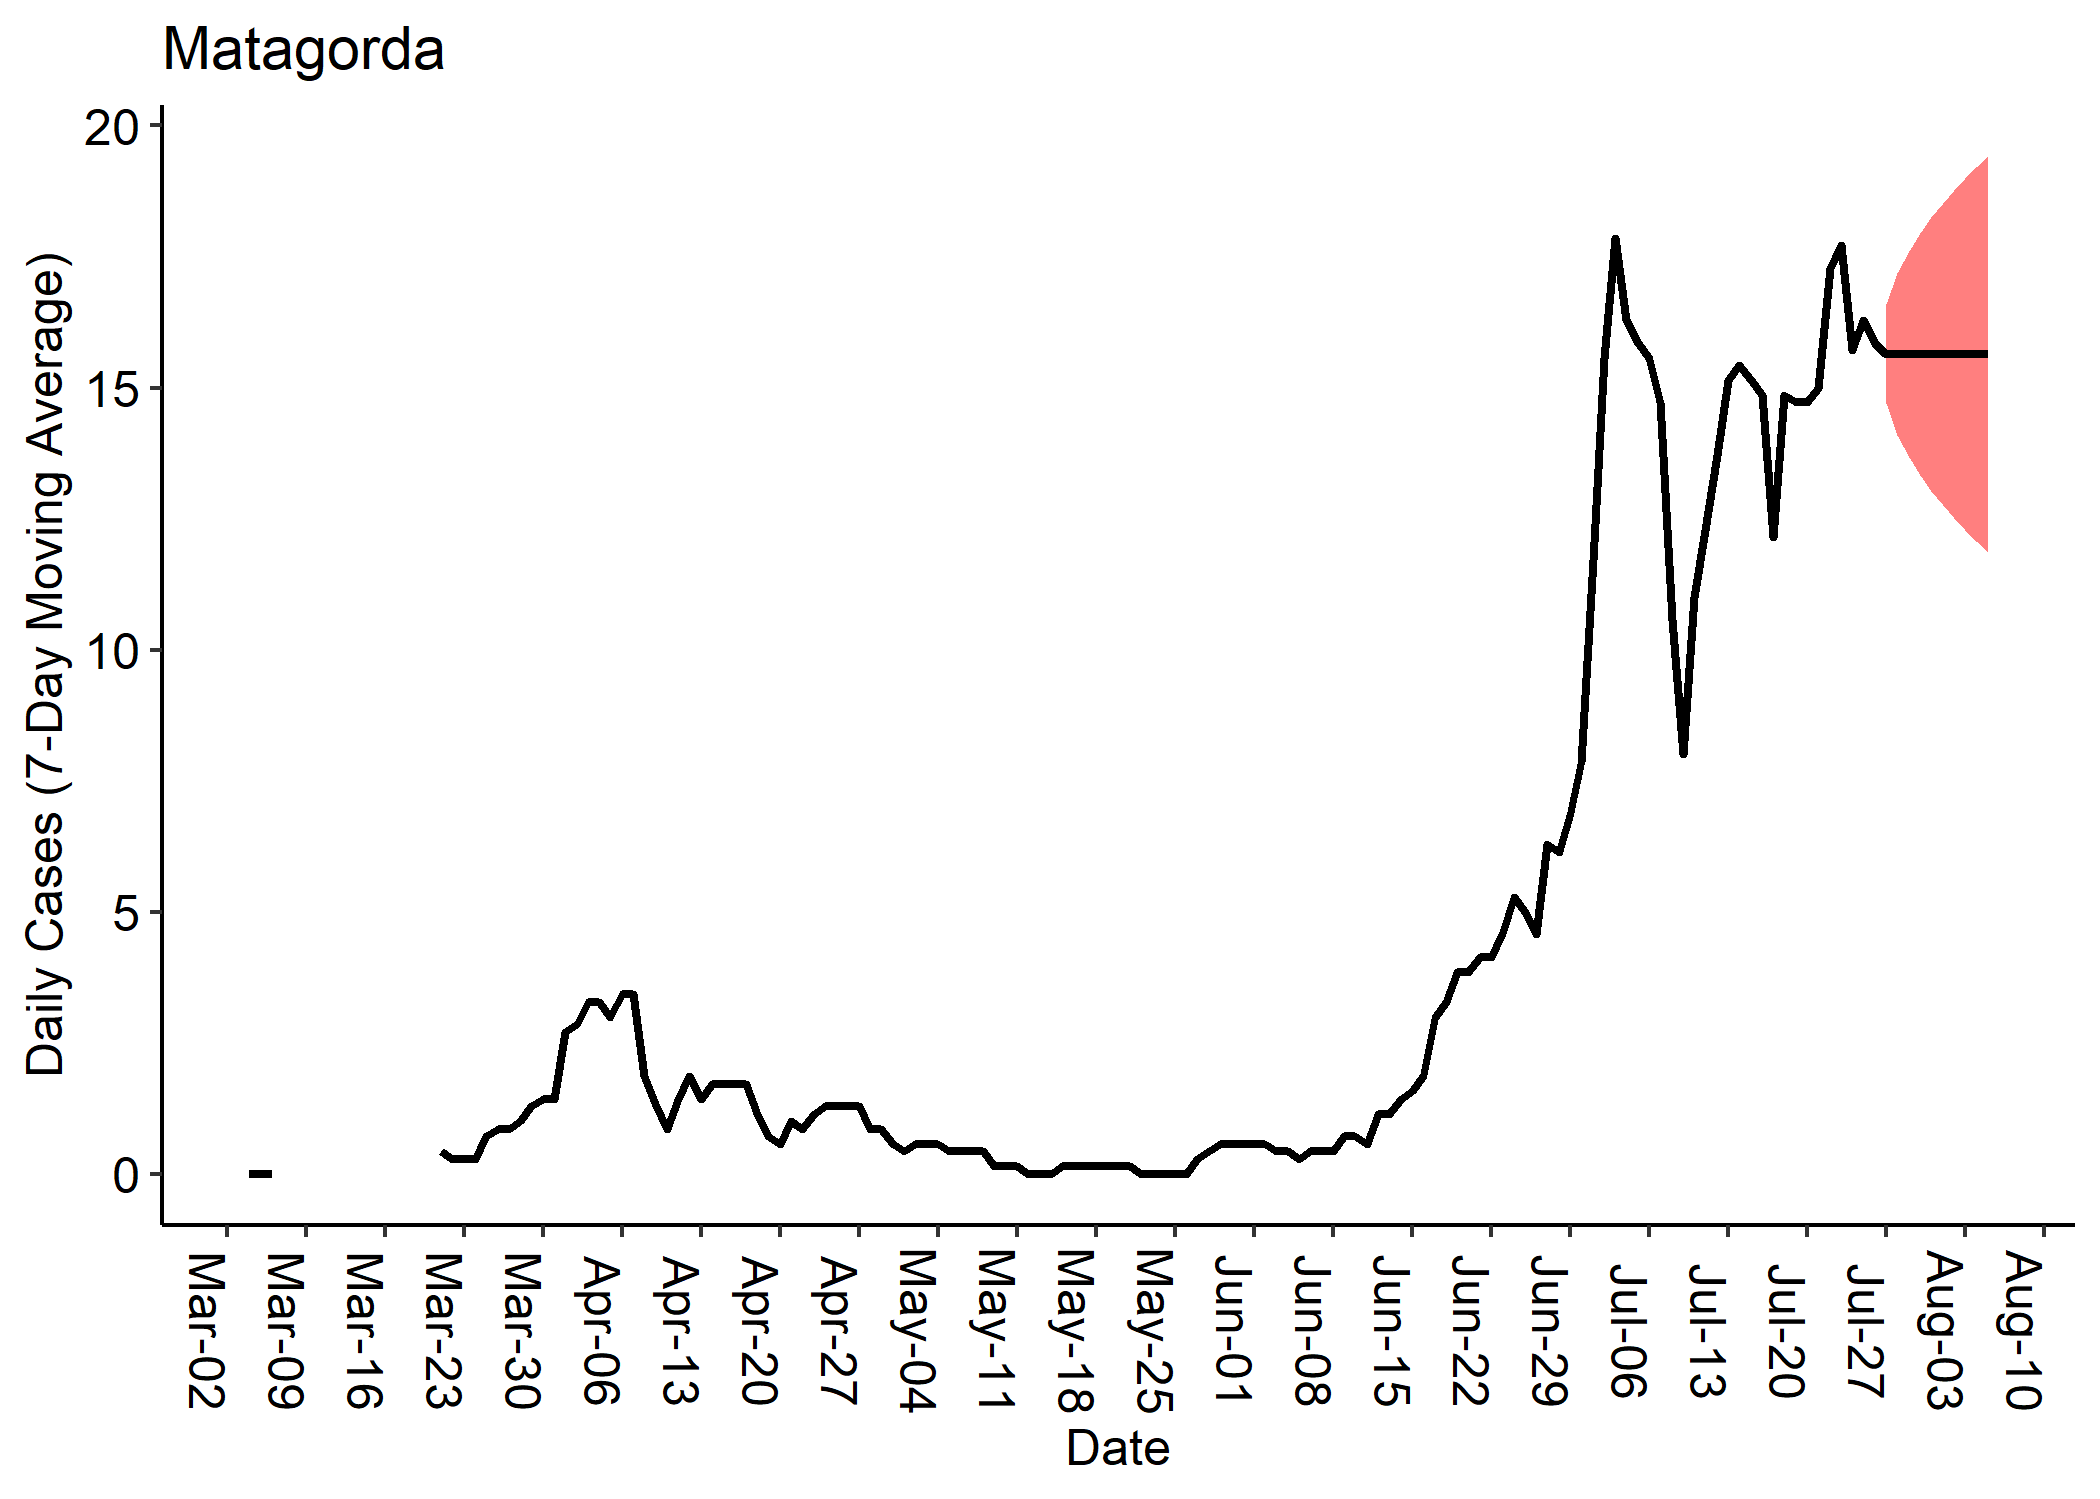 Matagorda
Daily Cases (7-Day Moving Average)
20
15
10
5
0
Mar-02
Mar-09
Mar-16
Mar-23
Mar-30
Apr-06
Apr-13
Apr-20
Apr-27
May-04
May-11
May-18
May-25
Jun-01
Jun-08
Jun-15
Jun-22
Jun-29
Jul-06
Jul-13
Jul-20
Jul-27
Aug-03
Aug-10
Date